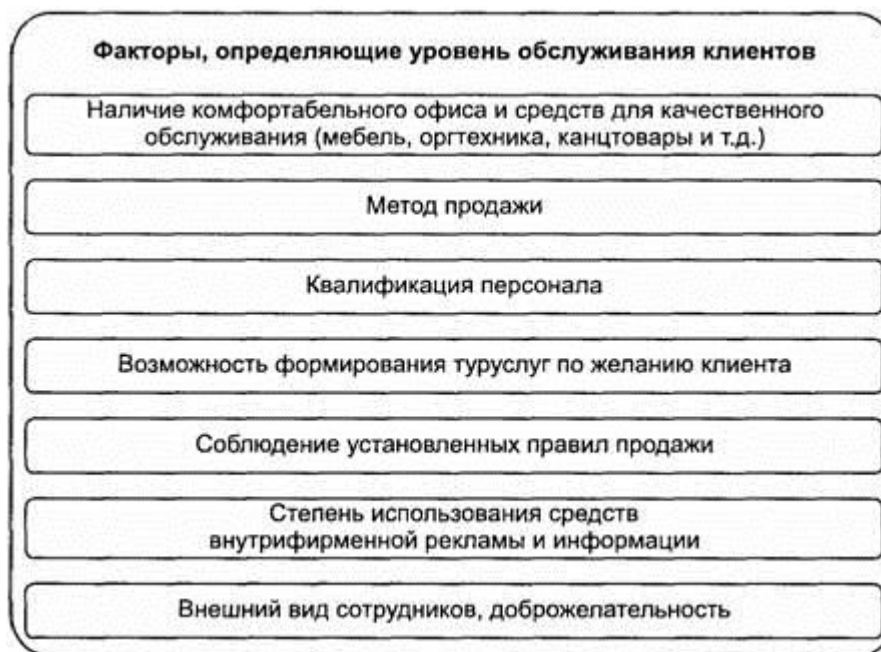 Факторы, определяющие уровень обслуживания клиентов
Наличие комфортабельного офиса и средств для качественного
обслуживания (мебель, оргтехника, канцтовары и т.д.)
Метод продажи
Квалификация персонала
Возможность формирования туруслуг по желанию клиента
Соблюдение установленных правил продажи
Степень использования средств
внутрифирменной рекламы и информации
Внешний вид сотрудников, доброжелательность